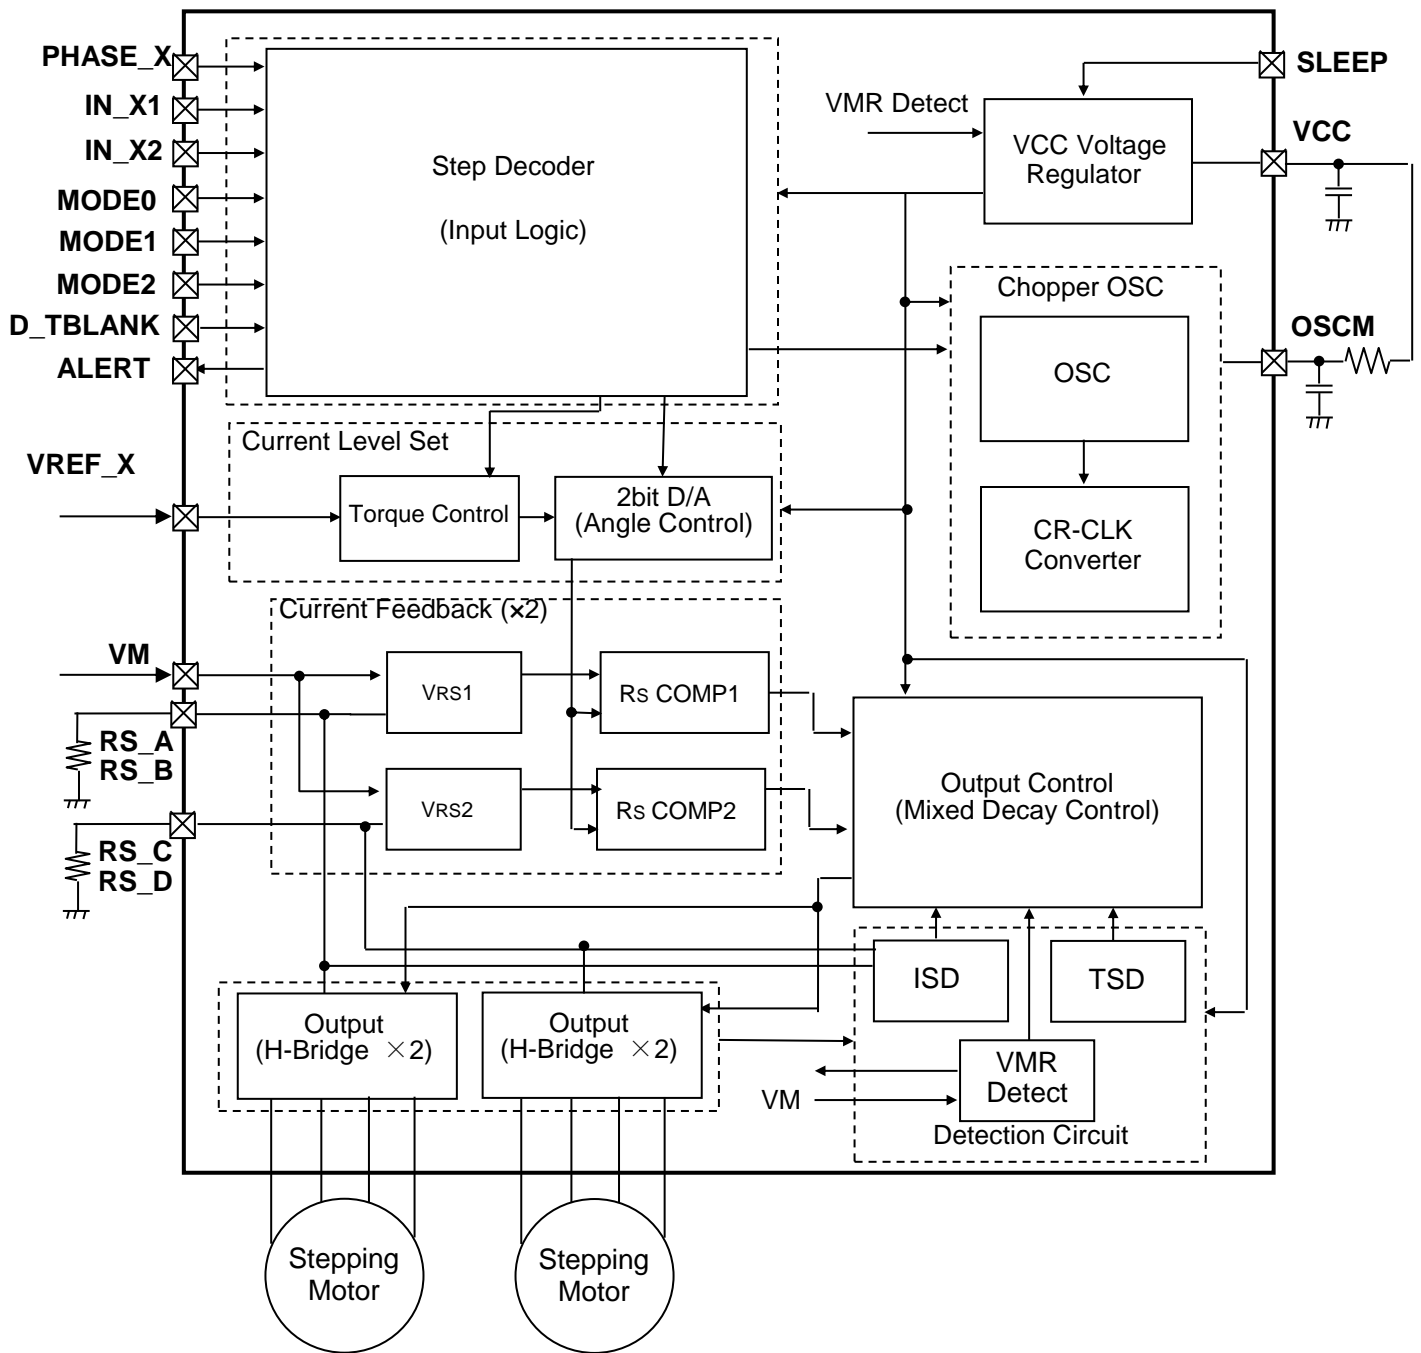 PHASE_X
IN_X1
IN_X2
MODE0
MODE1
MODE2
D_TBLANK
ALERT
Step Decoder
(Input Logic)
VMR Detect
VCC Voltage
Regulator
SLEEP
VCC
Chopper OSC
OSC
CR-CLK
Converter
OSCM
Current Level Set
VREF_X
Torque Control
2bit D/A
(Angle Control)
Current Feedback (×2)
VM
VRS1
RS COMP1
RS_A
RS_B
VRS2
RS COMP2
RS_C
RS_D
Output Control
(Mixed Decay Control)
ISD
TSD
VMR
Detect
VM
Detection Circuit
Output
(H-Bridge ×2)
Output
(H-Bridge ×2)
Stepping
Motor
Stepping
Motor